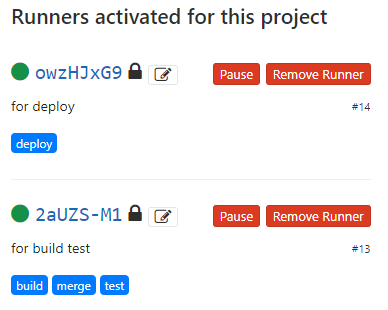 Runners activated for this project
owzHJxG9 Pause Remove Runner
for deploy #14
deploy
2aUZS-M1 Pause Remove Runner
for build test #13
build merge test